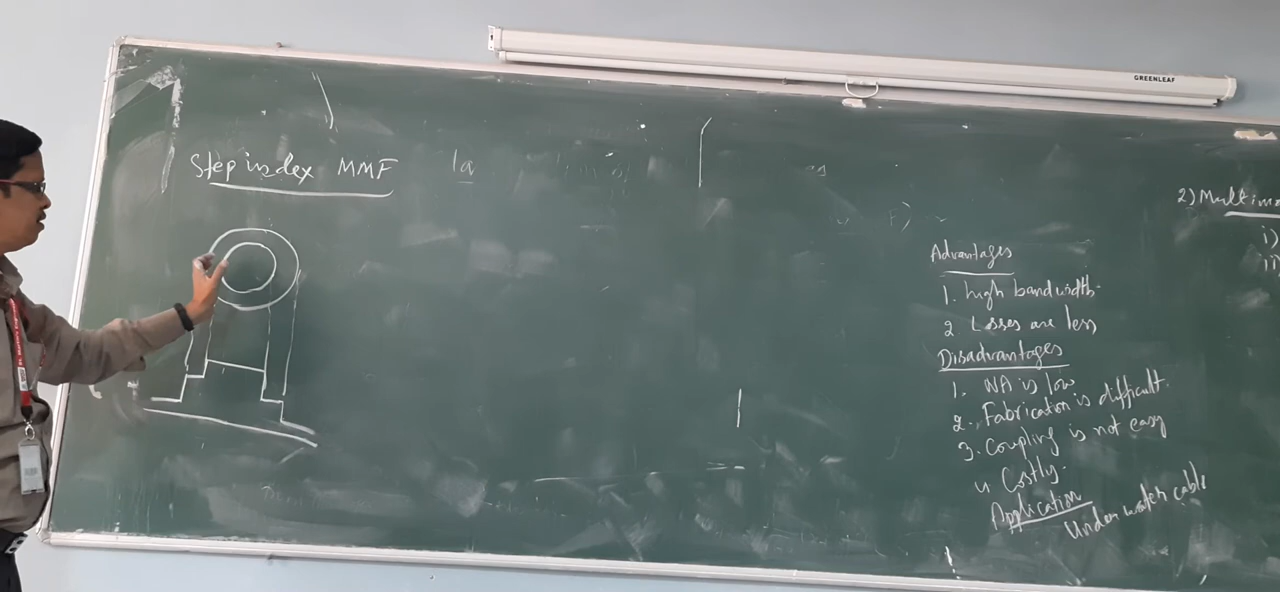 GREENLEAF
Step index MMF
2) Multimo
i)
ii)
Advantages
1. high bandwidth
2 Losses are less
Disadvantages
1. NA is low
2. Fabrication is difficult
3. Coupling is not easy
4 Costly.
Application
Under water cable